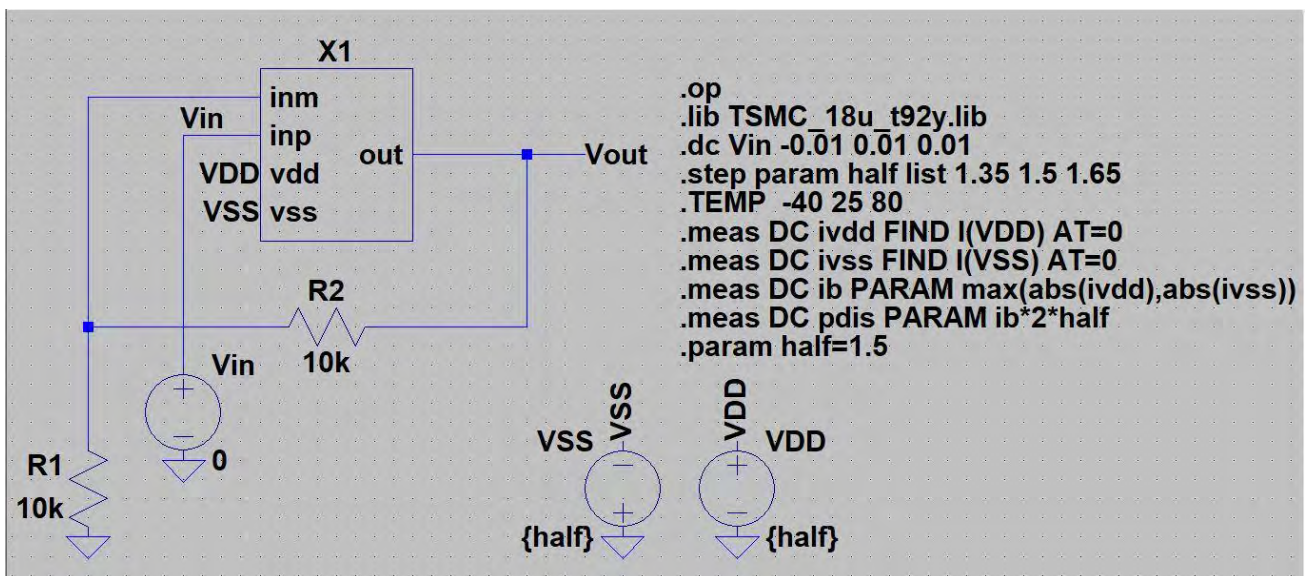 X1
inm
Vin
inp
out
Vout
VDD vdd
VSS vss
R2
10k
Vin
0
R1
10k
.op
.lib TSMC_18u_t92y.lib
.dc Vin -0.01 0.01 0.01
.step param half list 1.35 1.5 1.65
.TEMP -40 25 80
.meas DC ivdd FIND I(VDD) AT=0
.meas DC ivss FIND I(VSS) AT=0
.meas DC ib PARAM max(abs(ivdd),abs(ivss))
.meas DC pdis PARAM ib*2*half
.param half=1.5
VSS
VSS
{half}
VDD
VDD
{half}